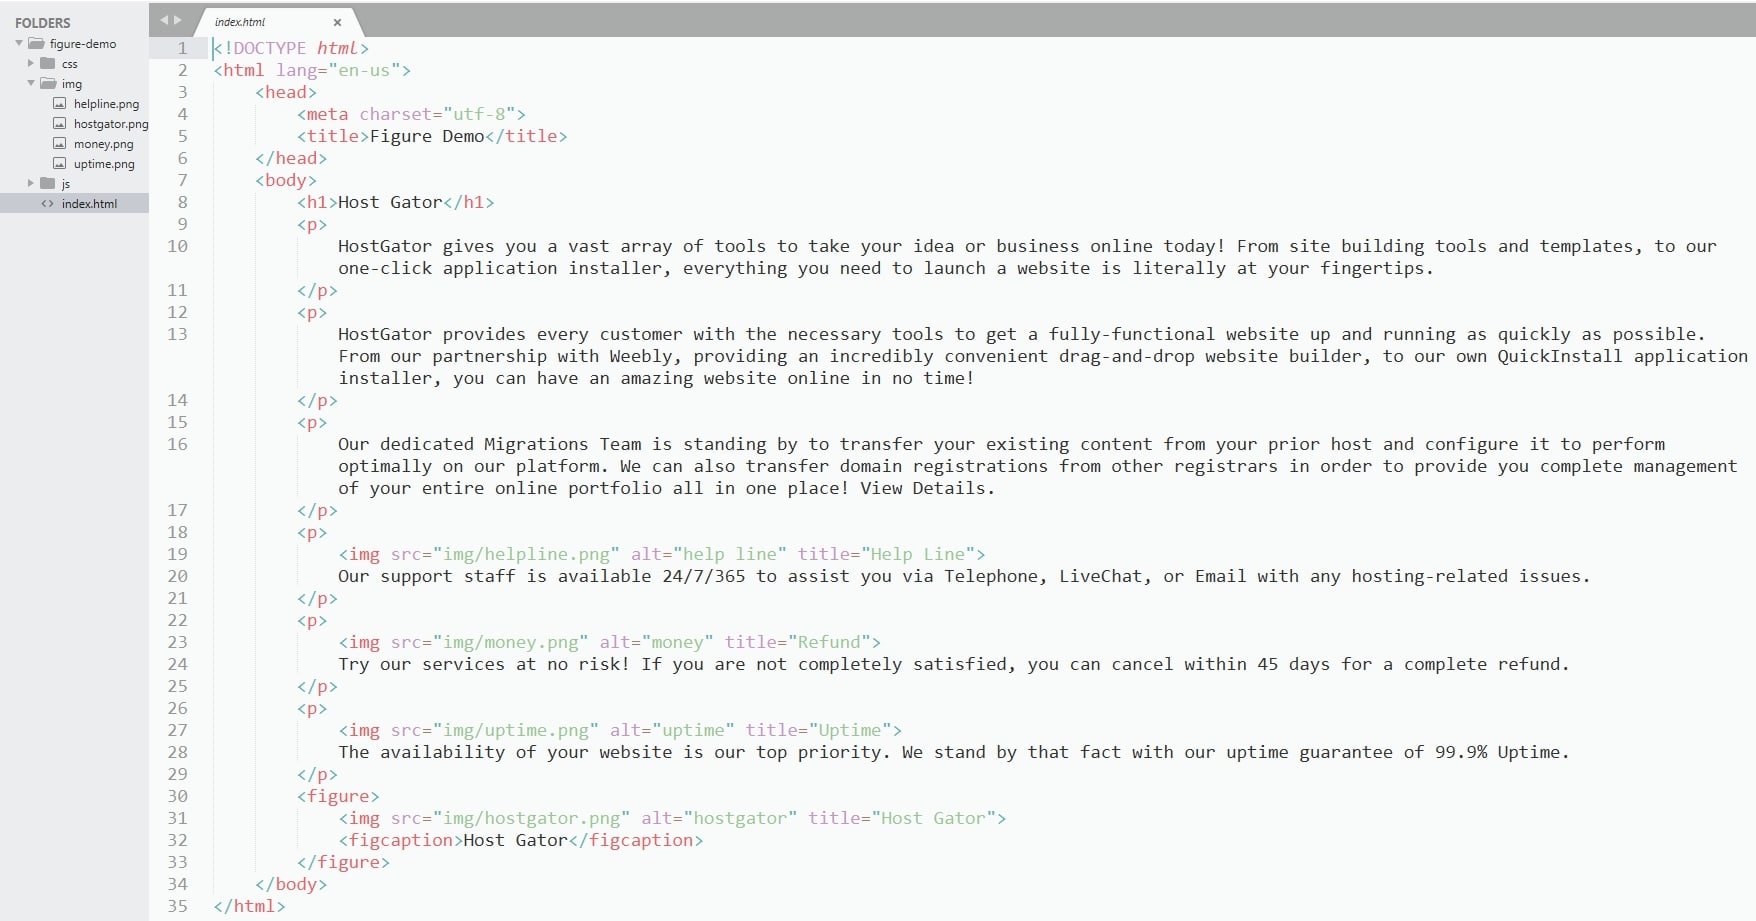 FOLDERS
figure-demo
css
img
helpline.png
hostgator.png
money.png
uptime.png
js
index.html
index.html ×
1 <!DOCTYPE html>
2 <html lang="en-us">
3 <head>
4 <meta charset="utf-8">
5 <title>Figure Demo</title>
6 </head>
7 <body>
8 <h1>Host Gator</h1>
9 <p>
10 HostGator gives you a vast array of tools to take your idea or business online today! From site building tools and templates, to our
one-click application installer, everything you need to launch a website is literally at your fingertips.
11 </p>
12 <p>
13 HostGator provides every customer with the necessary tools to get a fully-functional website up and running as quickly as possible.
From our partnership with Weebly, providing an incredibly convenient drag-and-drop website builder, to our own QuickInstall application
installer, you can have an amazing website online in no time!
14 </p>
15 <p>
16 Our dedicated Migrations Team is standing by to transfer your existing content from your prior host and configure it to perform
optimally on our platform. We can also transfer domain registrations from other registrars in order to provide you complete management
of your entire online portfolio all in one place! View Details.
17 </p>
18 <p>
19 <img src="img/helpline.png" alt="help line" title="Help Line">
20 Our support staff is available 24/7/365 to assist you via Telephone, LiveChat, or Email with any hosting-related issues.
21 </p>
22 <p>
23 <img src="img/money.png" alt="money" title="Refund">
24 Try our services at no risk! If you are not completely satisfied, you can cancel within 45 days for a complete refund.
25 </p>
26 <p>
27 <img src="img/uptime.png" alt="uptime" title="Uptime">
28 The availability of your website is our top priority. We stand by that fact with our uptime guarantee of 99.9% Uptime.
29 </p>
30 <figure>
31 <img src="img/hostgator.png" alt="hostgator" title="Host Gator">
32 <figcaption>Host Gator</figcaption>
33 </figure>
34 </body>
35 </html>